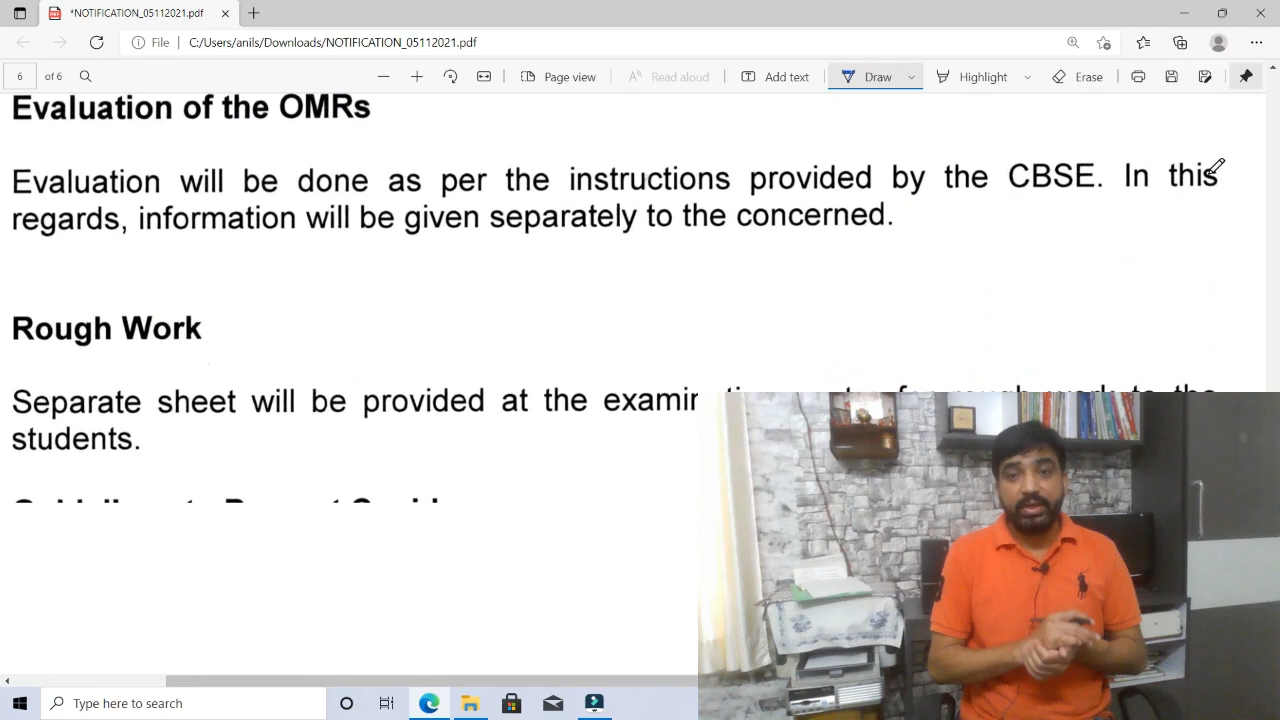 *NOTIFICATION_05112021.pdf
File C:/Users/anils/Downloads/NOTIFICATION_05112021.pdf
6 of 6 Page view Read aloud Add text Draw Highlight Erase
Evaluation of the OMRs
Evaluation will be done as per the instructions provided by the CBSE. In this
regards, information will be given separately to the concerned.
Rough Work
Separate sheet will be provided at the
students.
Type here to search